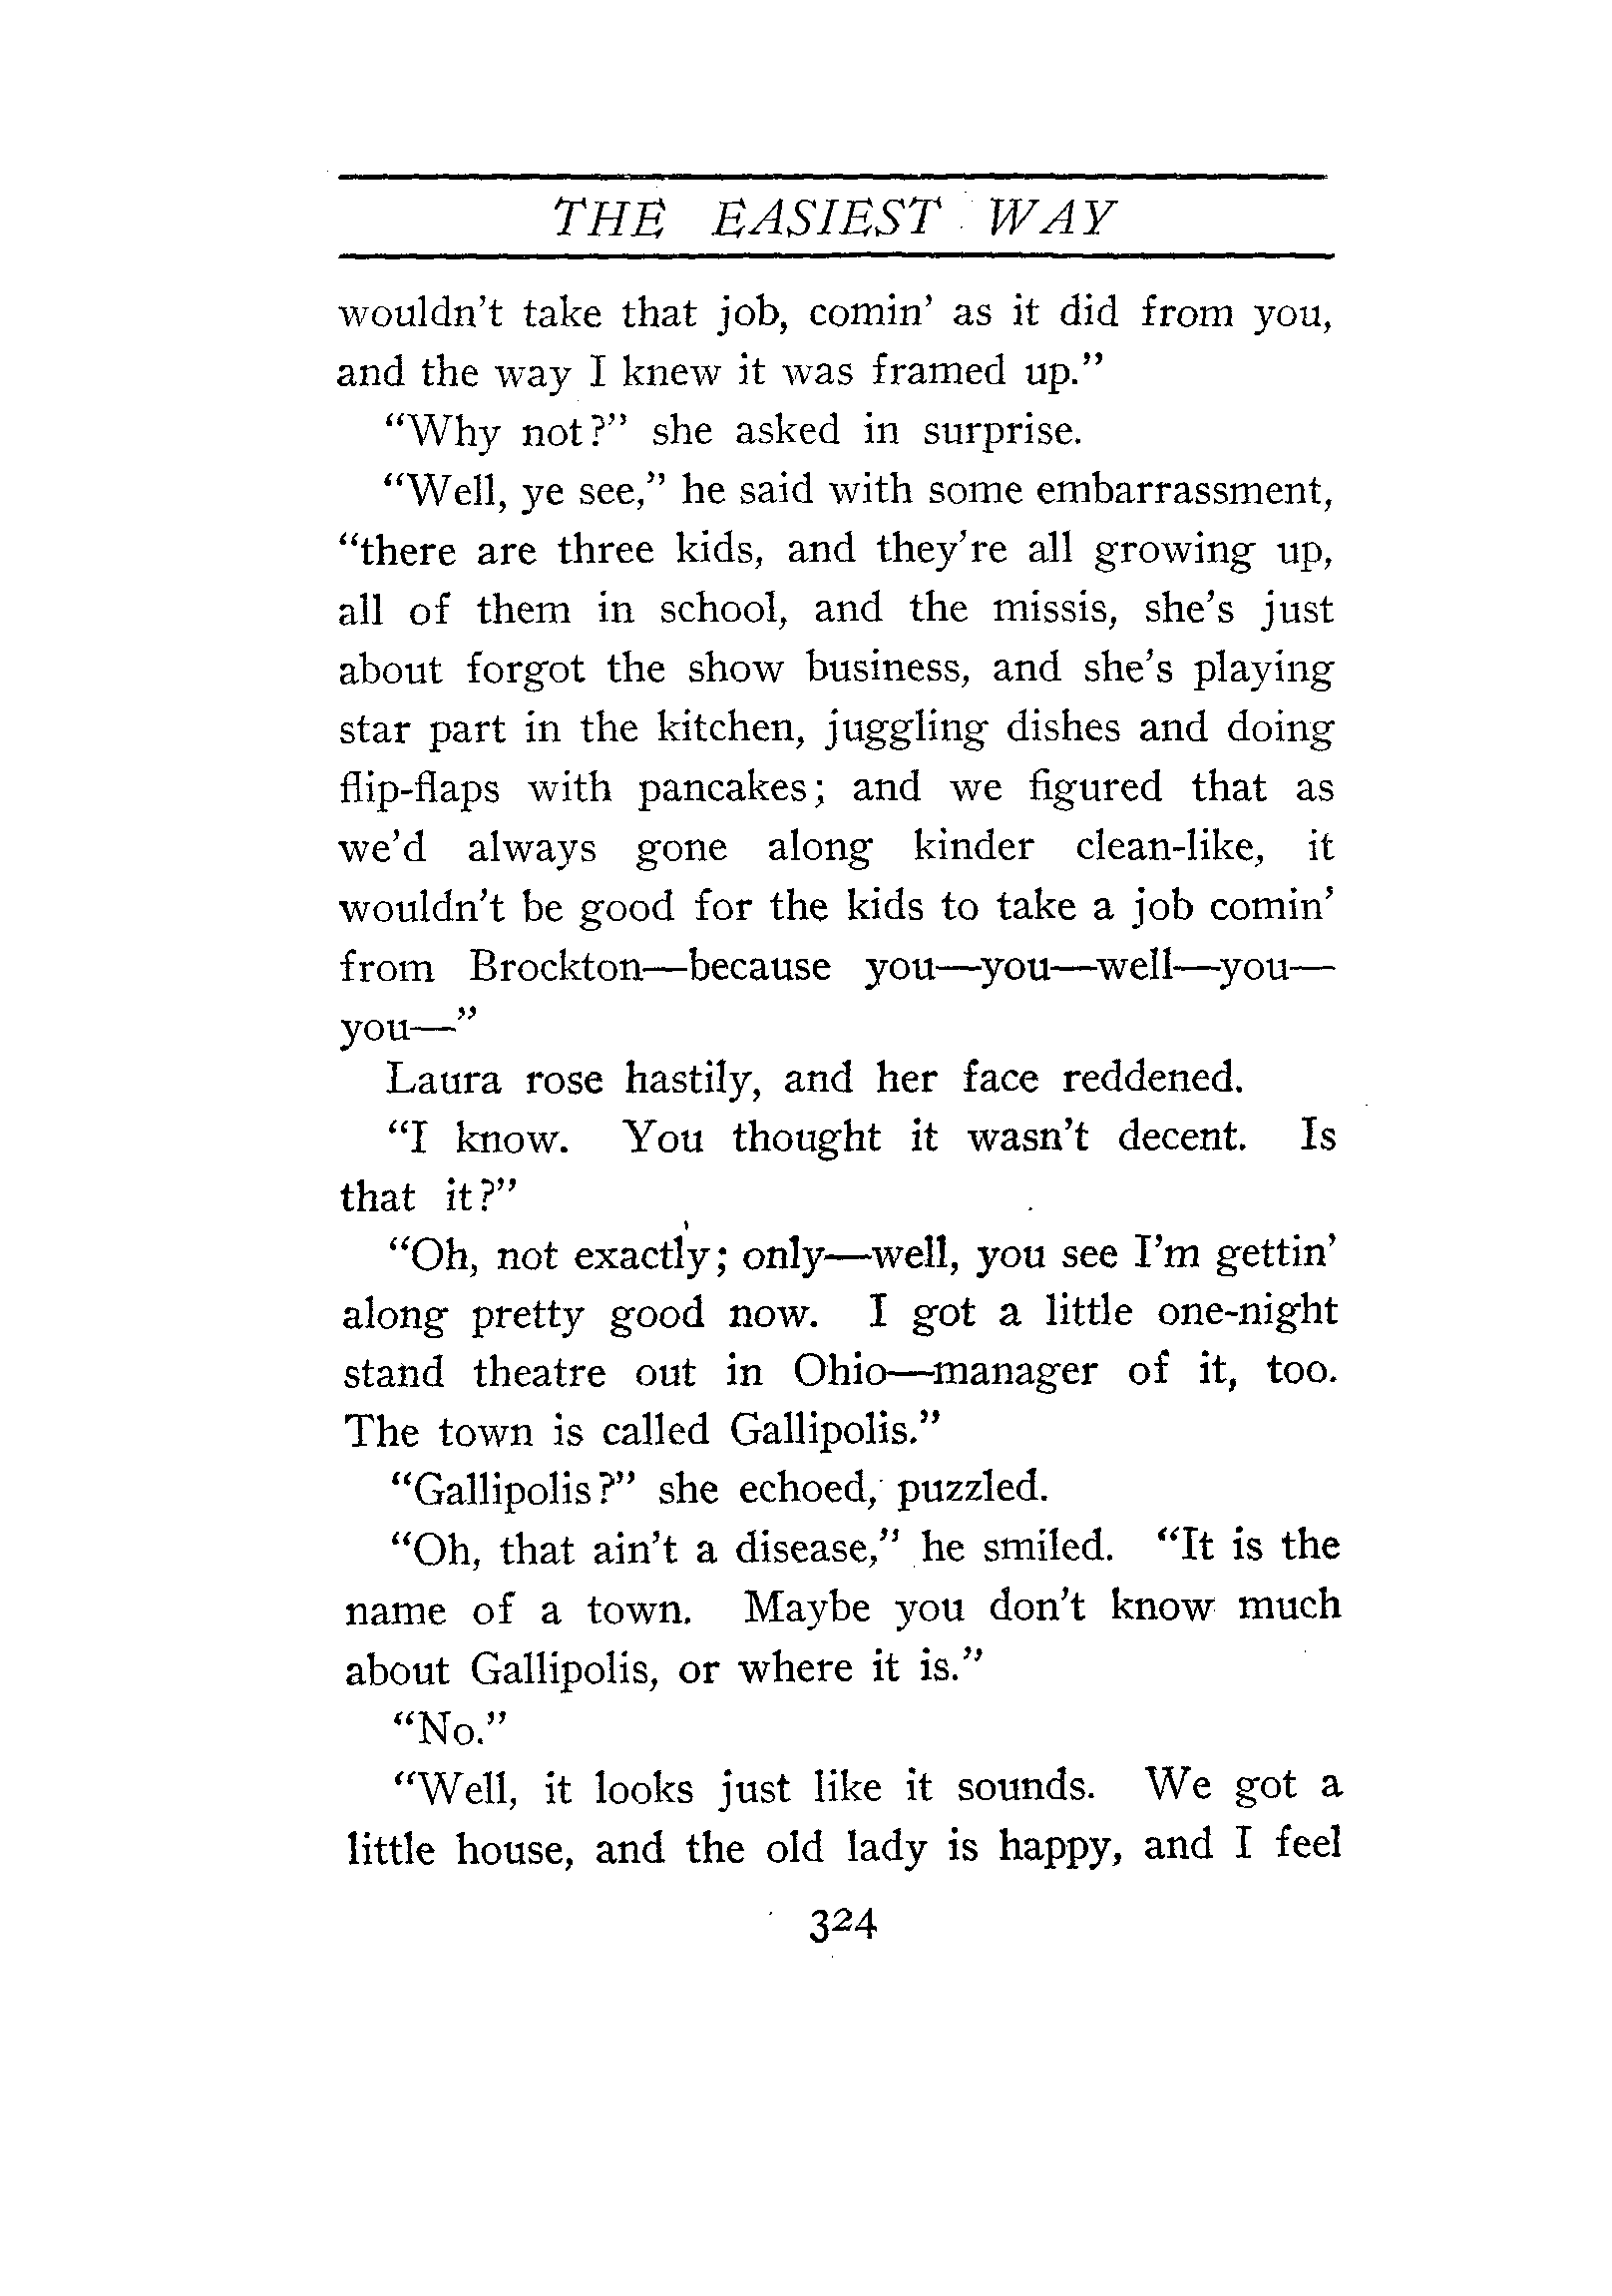 THE EASIEST WAY
wouldn't take that job, comin' as it did from you,
and the way I knew it was framed up."
"Why not?" she asked in surprise.
"Well, ye see," he said with some embarrassment,
"there are three kids, and they're all growing up,
all of them in school, and the missis, she's just
about forgot the show business, and she's playing
star part in the kitchen, juggling dishes and doing
flip-flaps with pancakes; and we figured that as
we'd always gone along kinder clean-like, it
wouldn't be good for the kids to take a job comin'
from Brockton—because you—you—well—you—
you—"
Laura rose hastily, and her face reddened.
"I know. You thought it wasn't decent. Is
that it?"
"Oh, not exactly; only—well, you see I'm gettin'
along pretty good now. I got a little one-night
stand theatre out in Ohio—manager of it, too.
The town is called Gallipolis."
"Gallipolis?" she echoed, puzzled.
"Oh, that ain't a disease," he smiled. "It is the
name of a town. Maybe you don't know much
about Gallipolis, or where it is."
"No."
"Well, it looks just like it sounds. We got a
little house, and the old lady is happy, and I feel
324